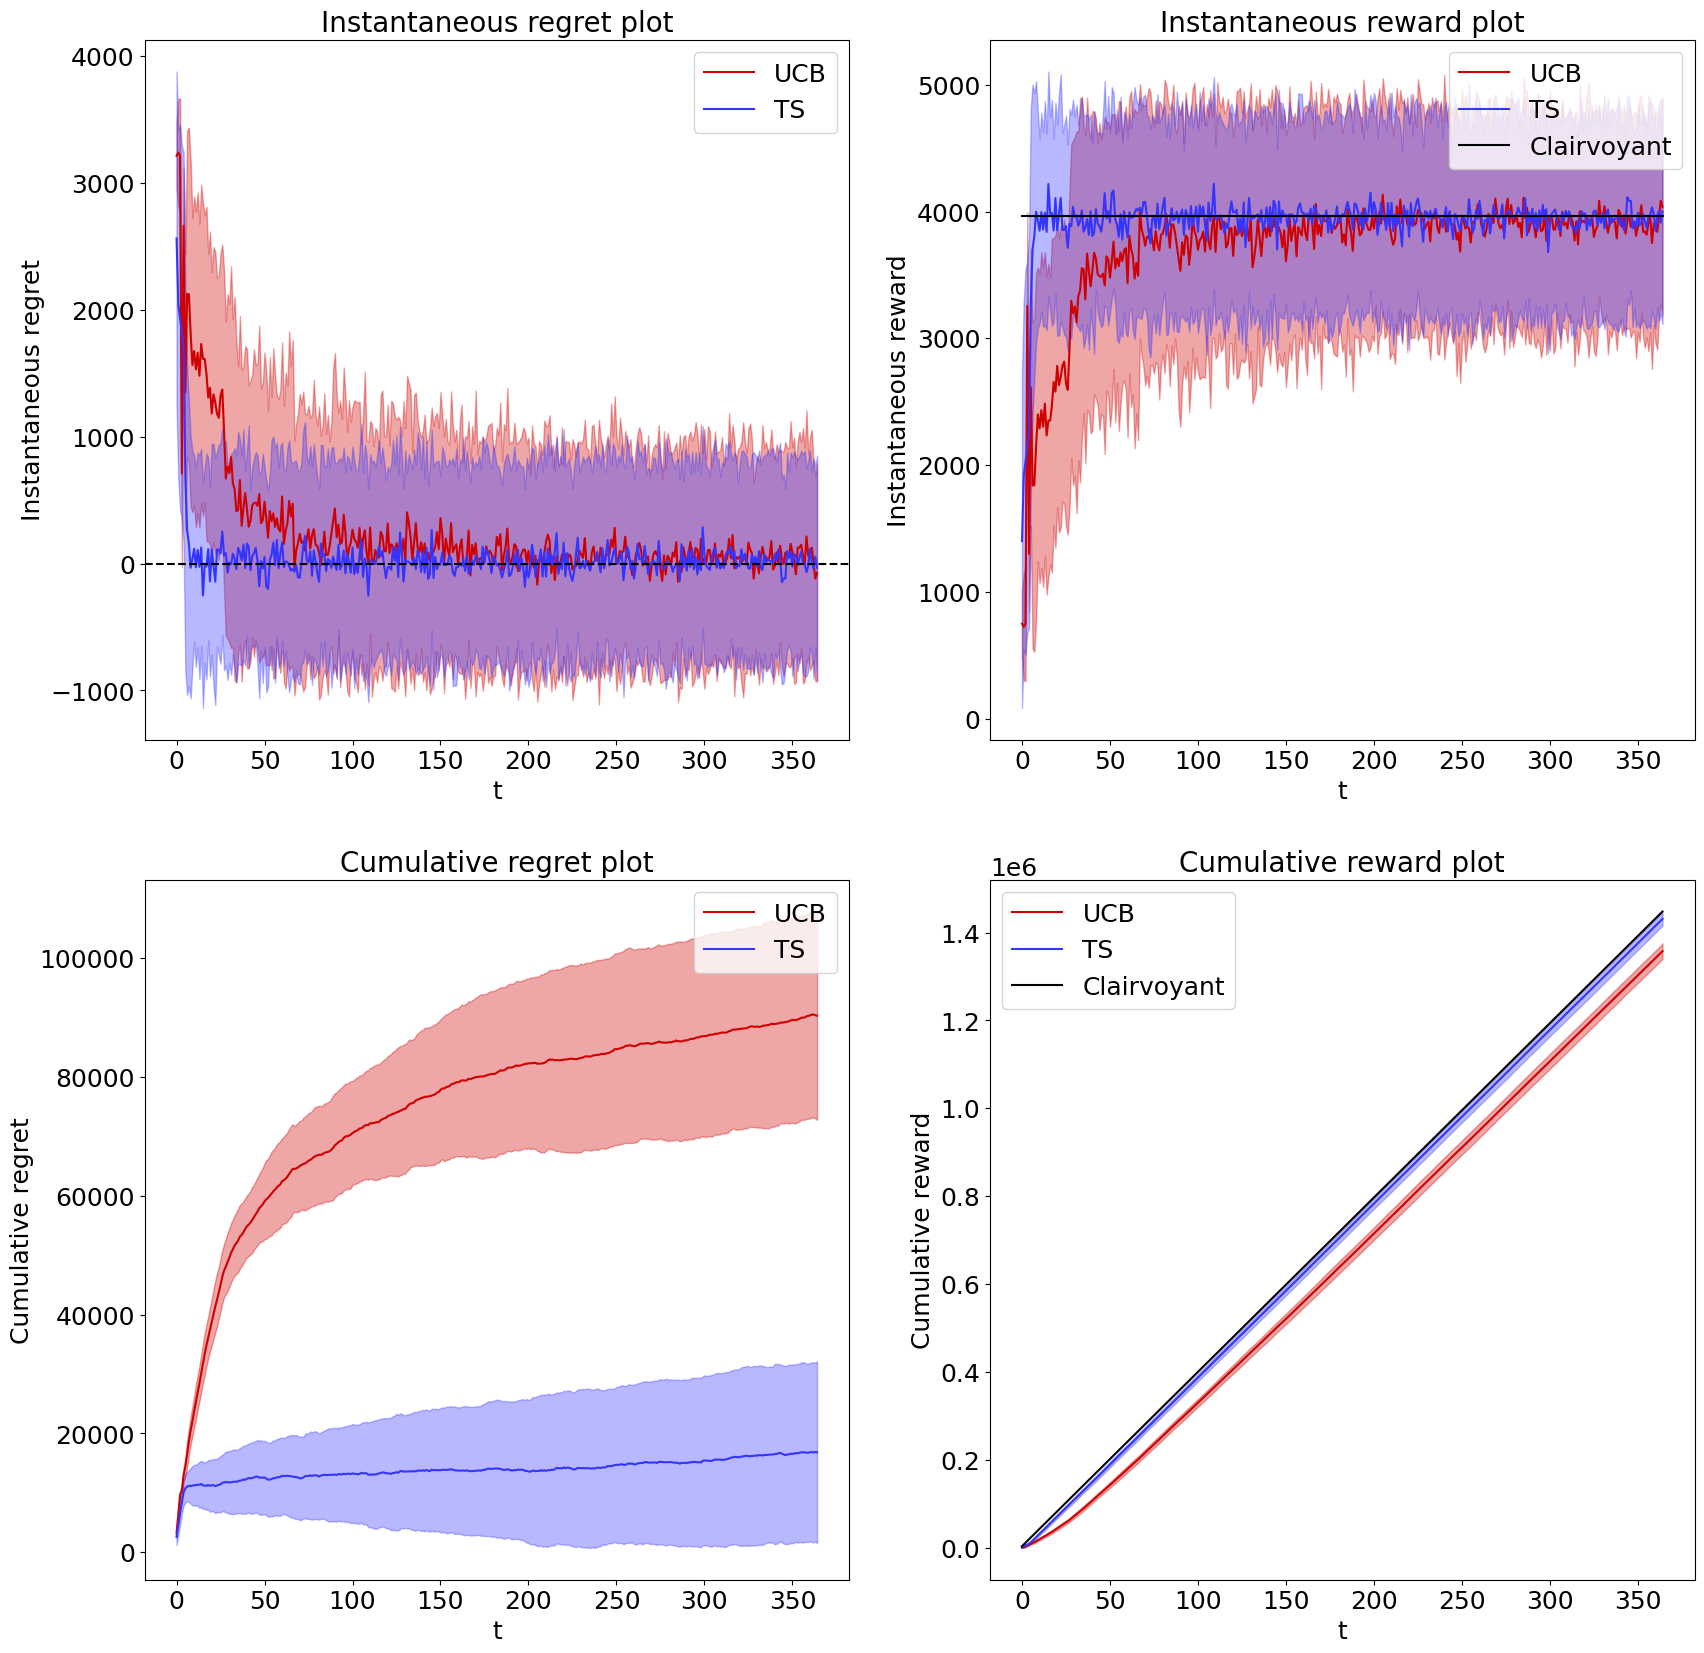 Instantaneous regret plot
4000
3000
2000
1000
0
−1000
Instantaneous regret
0 50 100 150 200 250 300 350
t
UCB
TS
Instantaneous reward plot
5000
4000
3000
2000
1000
0
Instantaneous reward
0 50 100 150 200 250 300 350
t
UCB
TS
Clairvoyant
Cumulative regret plot
100000
80000
60000
40000
20000
0
Cumulative regret
0 50 100 150 200 250 300 350
t
UCB
TS
Cumulative reward plot
1e6
1.4
1.2
1.0
0.8
0.6
0.4
0.2
0.0
Cumulative reward
0 50 100 150 200 250 300 350
t
UCB
TS
Clairvoyant